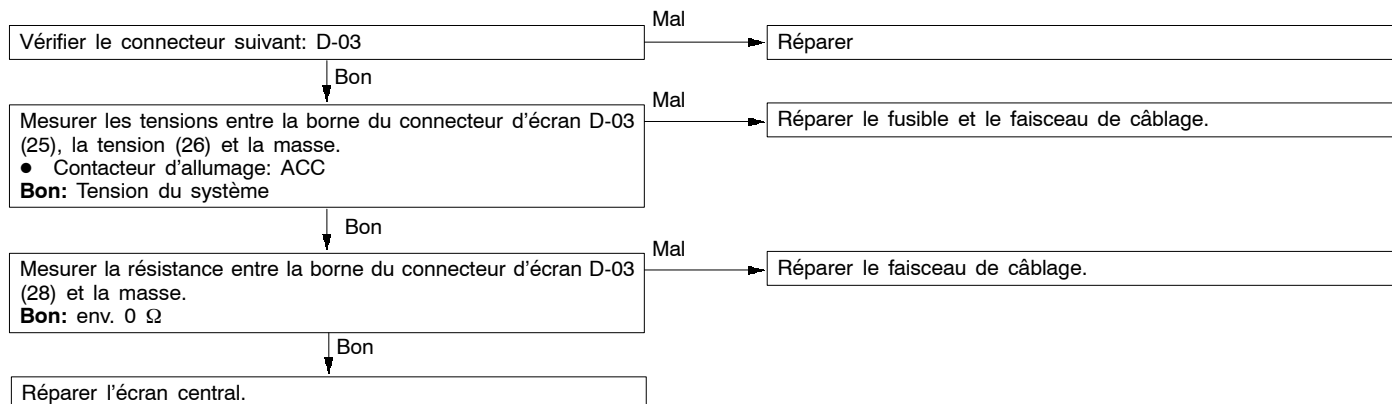 Vérifier le connecteur suivant: D-03
Mal
Réparer
Bon
Mesurer les tensions entre la borne du connecteur d'écran D-03
(25), la tension (26) et la masse.
● Contacteur d'allumage: ACC
Bon: Tension du système
Mal
Réparer le fusible et le faisceau de câblage.
Bon
Mesurer la résistance entre la borne du connecteur d'écran D-03
(28) et la masse.
Bon: env. 0 Ω
Mal
Réparer le faisceau de câblage.
Bon
Réparer l'écran central.